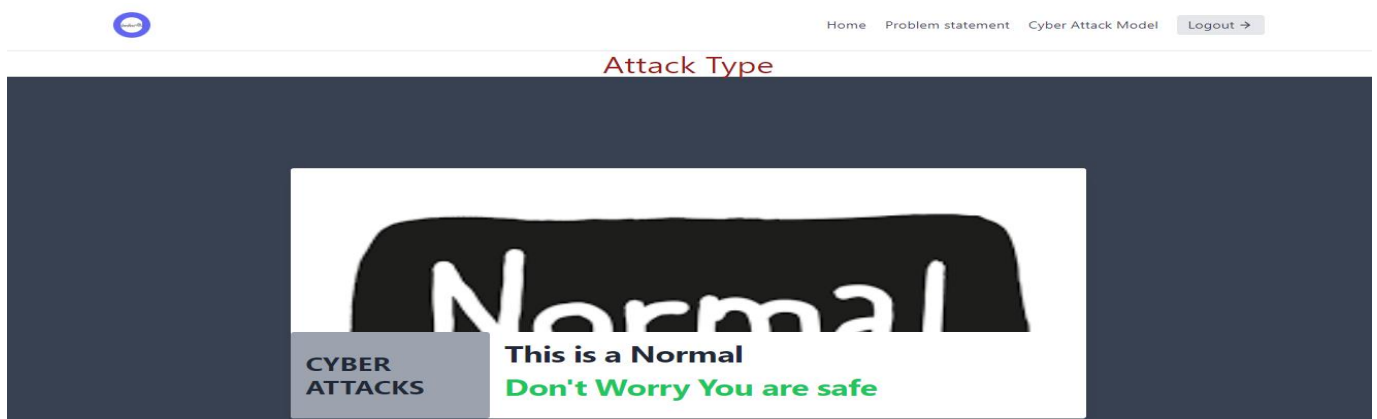 Home Problem statement Cyber Attack Model Logout →
Attack Type
Normal
CYBER
ATTACKS
This is a Normal
Don't Worry You are safe